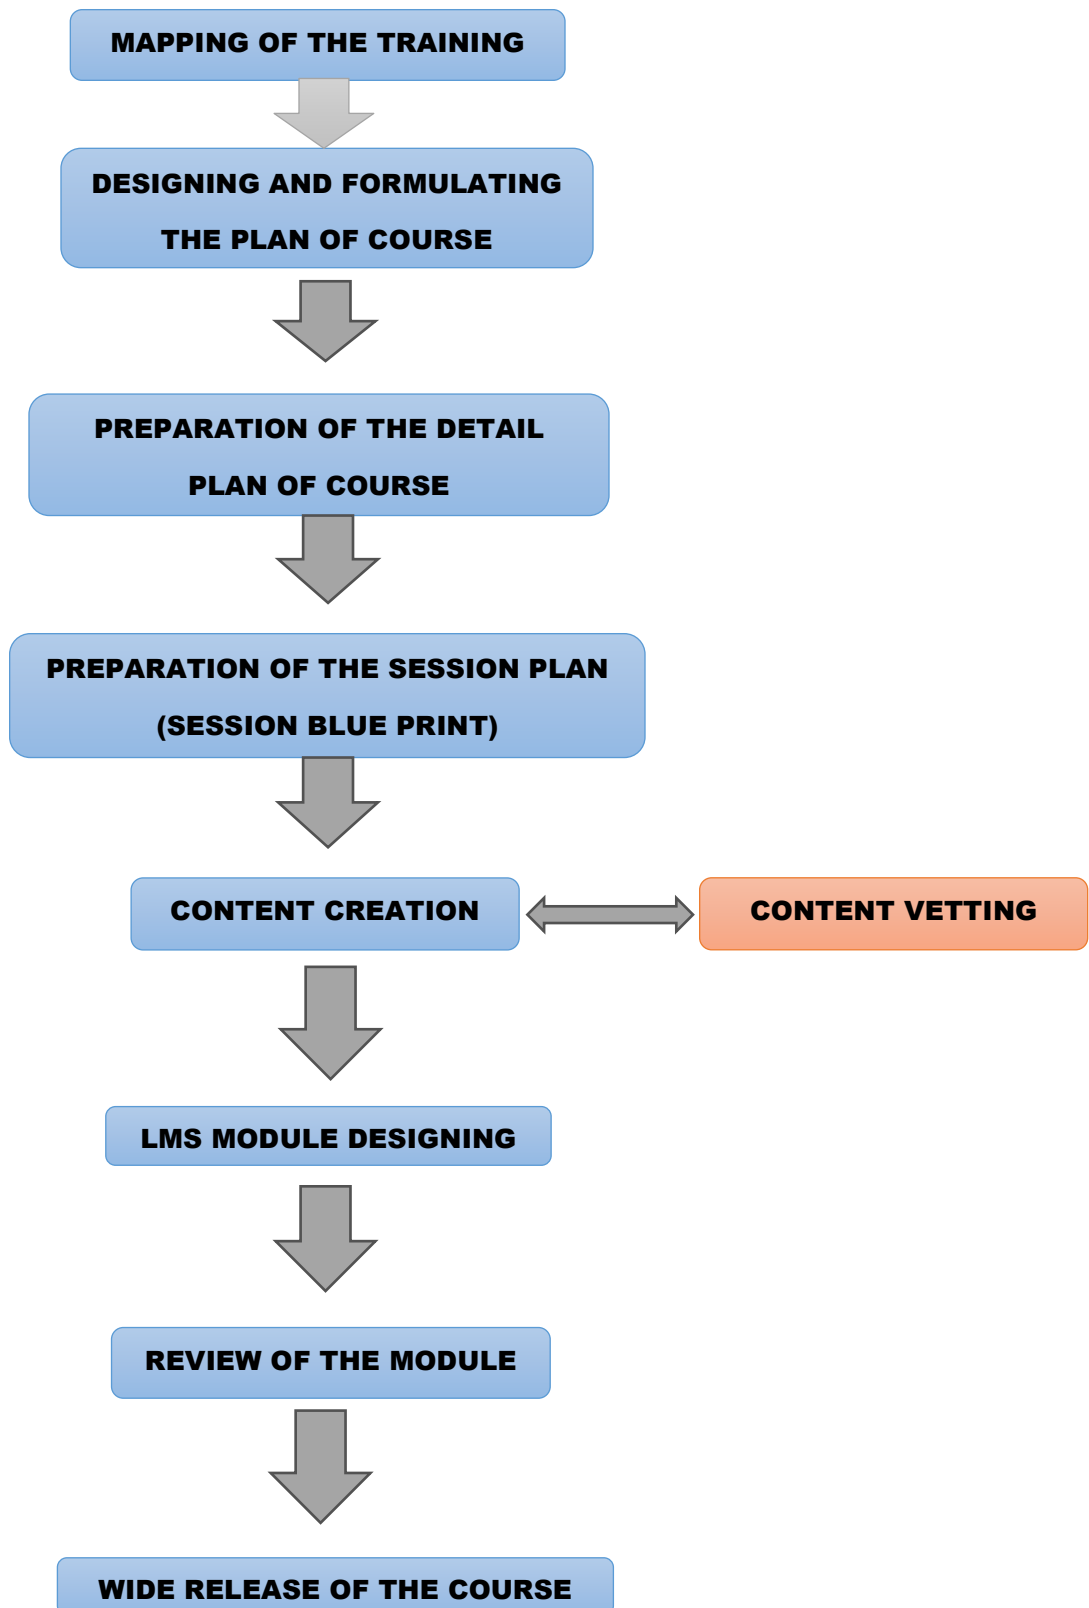 MAPPING OF THE TRAINING
DESIGNING AND FORMULATING
THE PLAN OF COURSE
PREPARATION OF THE DETAIL
PLAN OF COURSE
PREPARATION OF THE SESSION PLAN
(SESSION BLUE PRINT)
CONTENT CREATION
CONTENT VETTING
LMS MODULE DESIGNING
REVIEW OF THE MODULE
WIDE RELEASE OF THE COURSE